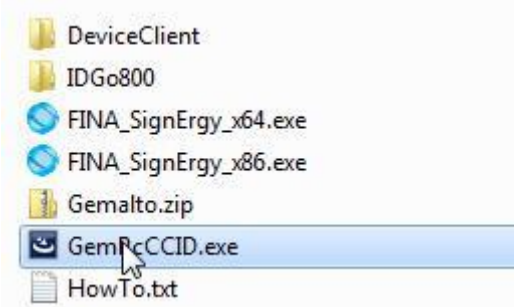 DeviceClient
IDGo800
FINA_SignErgy_x64.exe
FINA_SignErgy_x86.exe
Gemalto.zip
GemPcCCID.exe
HowTo.txt